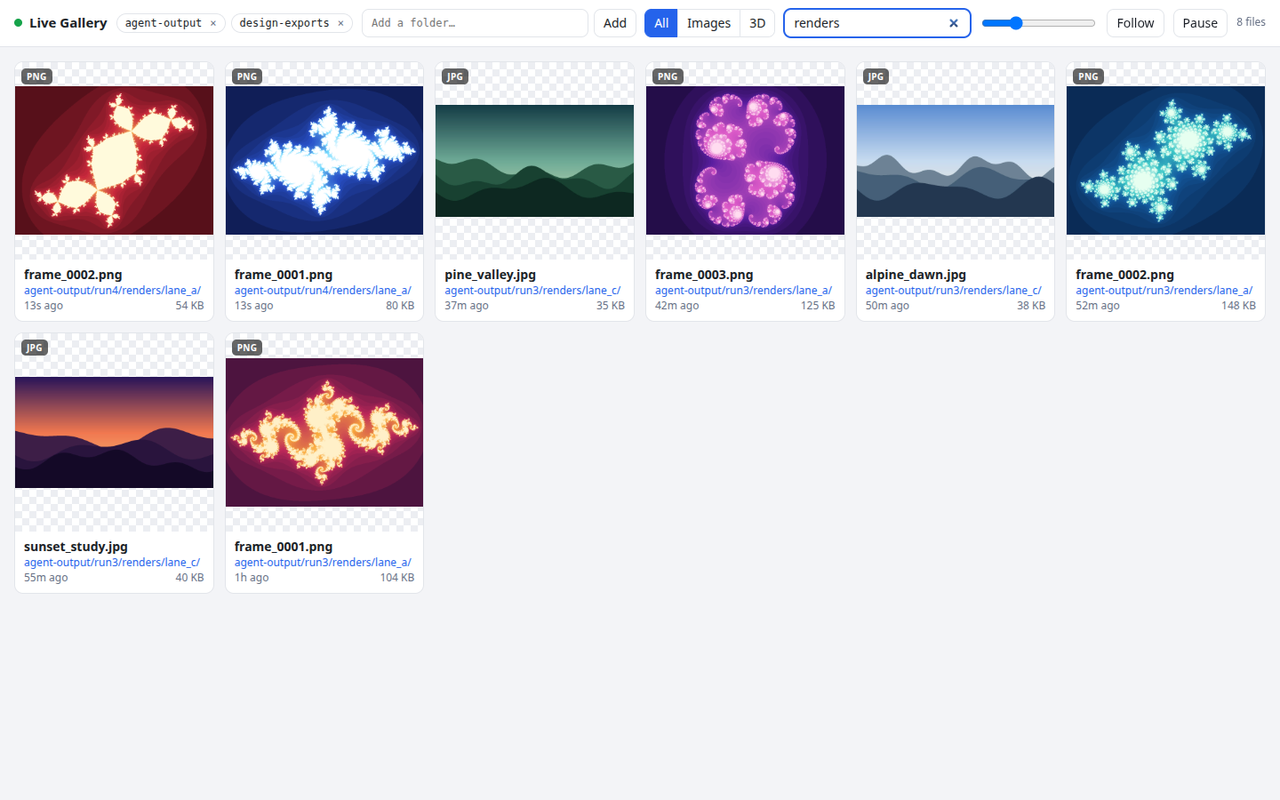 Live Gallery agent-output × design-exports × Add a folder… Add All Images 3D renders × Follow Pause 8 files
PNG PNG JPG PNG JPG PNG
frame_0002.png frame_0001.png pine_valley.jpg frame_0003.png alpine_dawn.jpg frame_0002.png
agent-output/run4/renders/lane_a/ agent-output/run4/renders/lane_a/ agent-output/run3/renders/lane_c/ agent-output/run3/renders/lane_a/ agent-output/run3/renders/lane_c/ agent-output/run3/renders/lane_a/
13s ago 54 KB 13s ago 80 KB 37m ago 35 KB 42m ago 125 KB 50m ago 38 KB 52m ago 148 KB
JPG PNG
sunset_study.jpg frame_0001.png
agent-output/run3/renders/lane_c/ agent-output/run3/renders/lane_a/
55m ago 40 KB 1h ago 104 KB